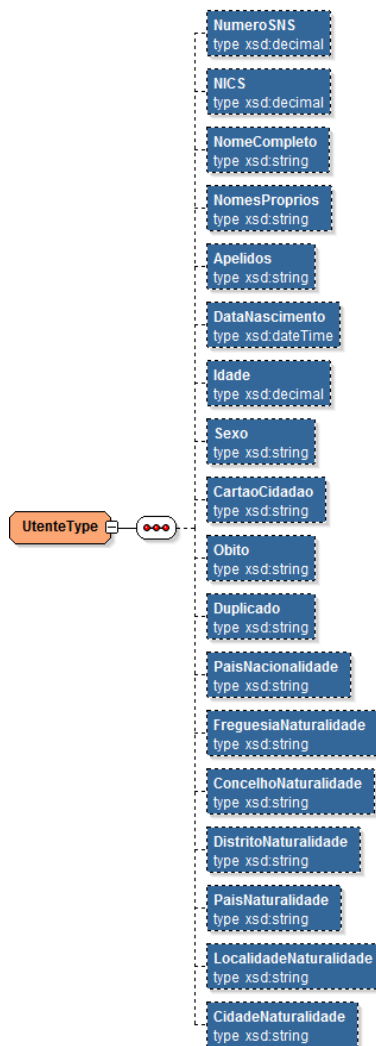 NumeroSNS
type xsd:decimal
NICS
type xsd:decimal
NomeCompleto
type xsd:string
NomesProprios
type xsd:string
Apelidos
type xsd:string
DataNascimento
type xsd:dateTime
Idade
type xsd:decimal
Sexo
type xsd:string
CartaoCidadao
type xsd:string
UtenteType
Obito
type xsd:string
Duplicado
type xsd:string
PaisNacionalidade
type xsd:string
FreguesiaNaturalidade
type xsd:string
ConcelhoNaturalidade
type xsd:string
DistritoNaturalidade
type xsd:string
PaisNaturalidade
type xsd:string
LocalidadeNaturalidade
type xsd:string
CidadeNaturalidade
type xsd:string